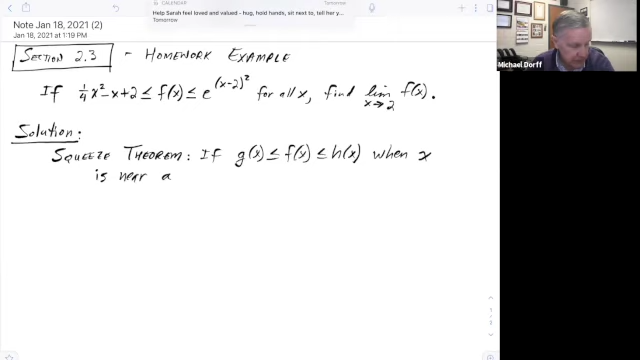 CALENDAR
Help Sarah feel loved and valued - hug, hold hands, sit next to, tell her y...
Tomorrow
Note Jan 18, 2021 (2)
Jan 18, 2021 at 1:19 PM
SECTION 2.3 - HOMEWORK EXAMPLE
If 1/4 x² - x + 2 ≤ f(x) ≤ e^(x-2)² for all x, find lim x→2 f(x).
Solution:
SQUEEZE THEOREM: IF g(x) ≤ f(x) ≤ h(x) when x
is near a
Michael Dorff